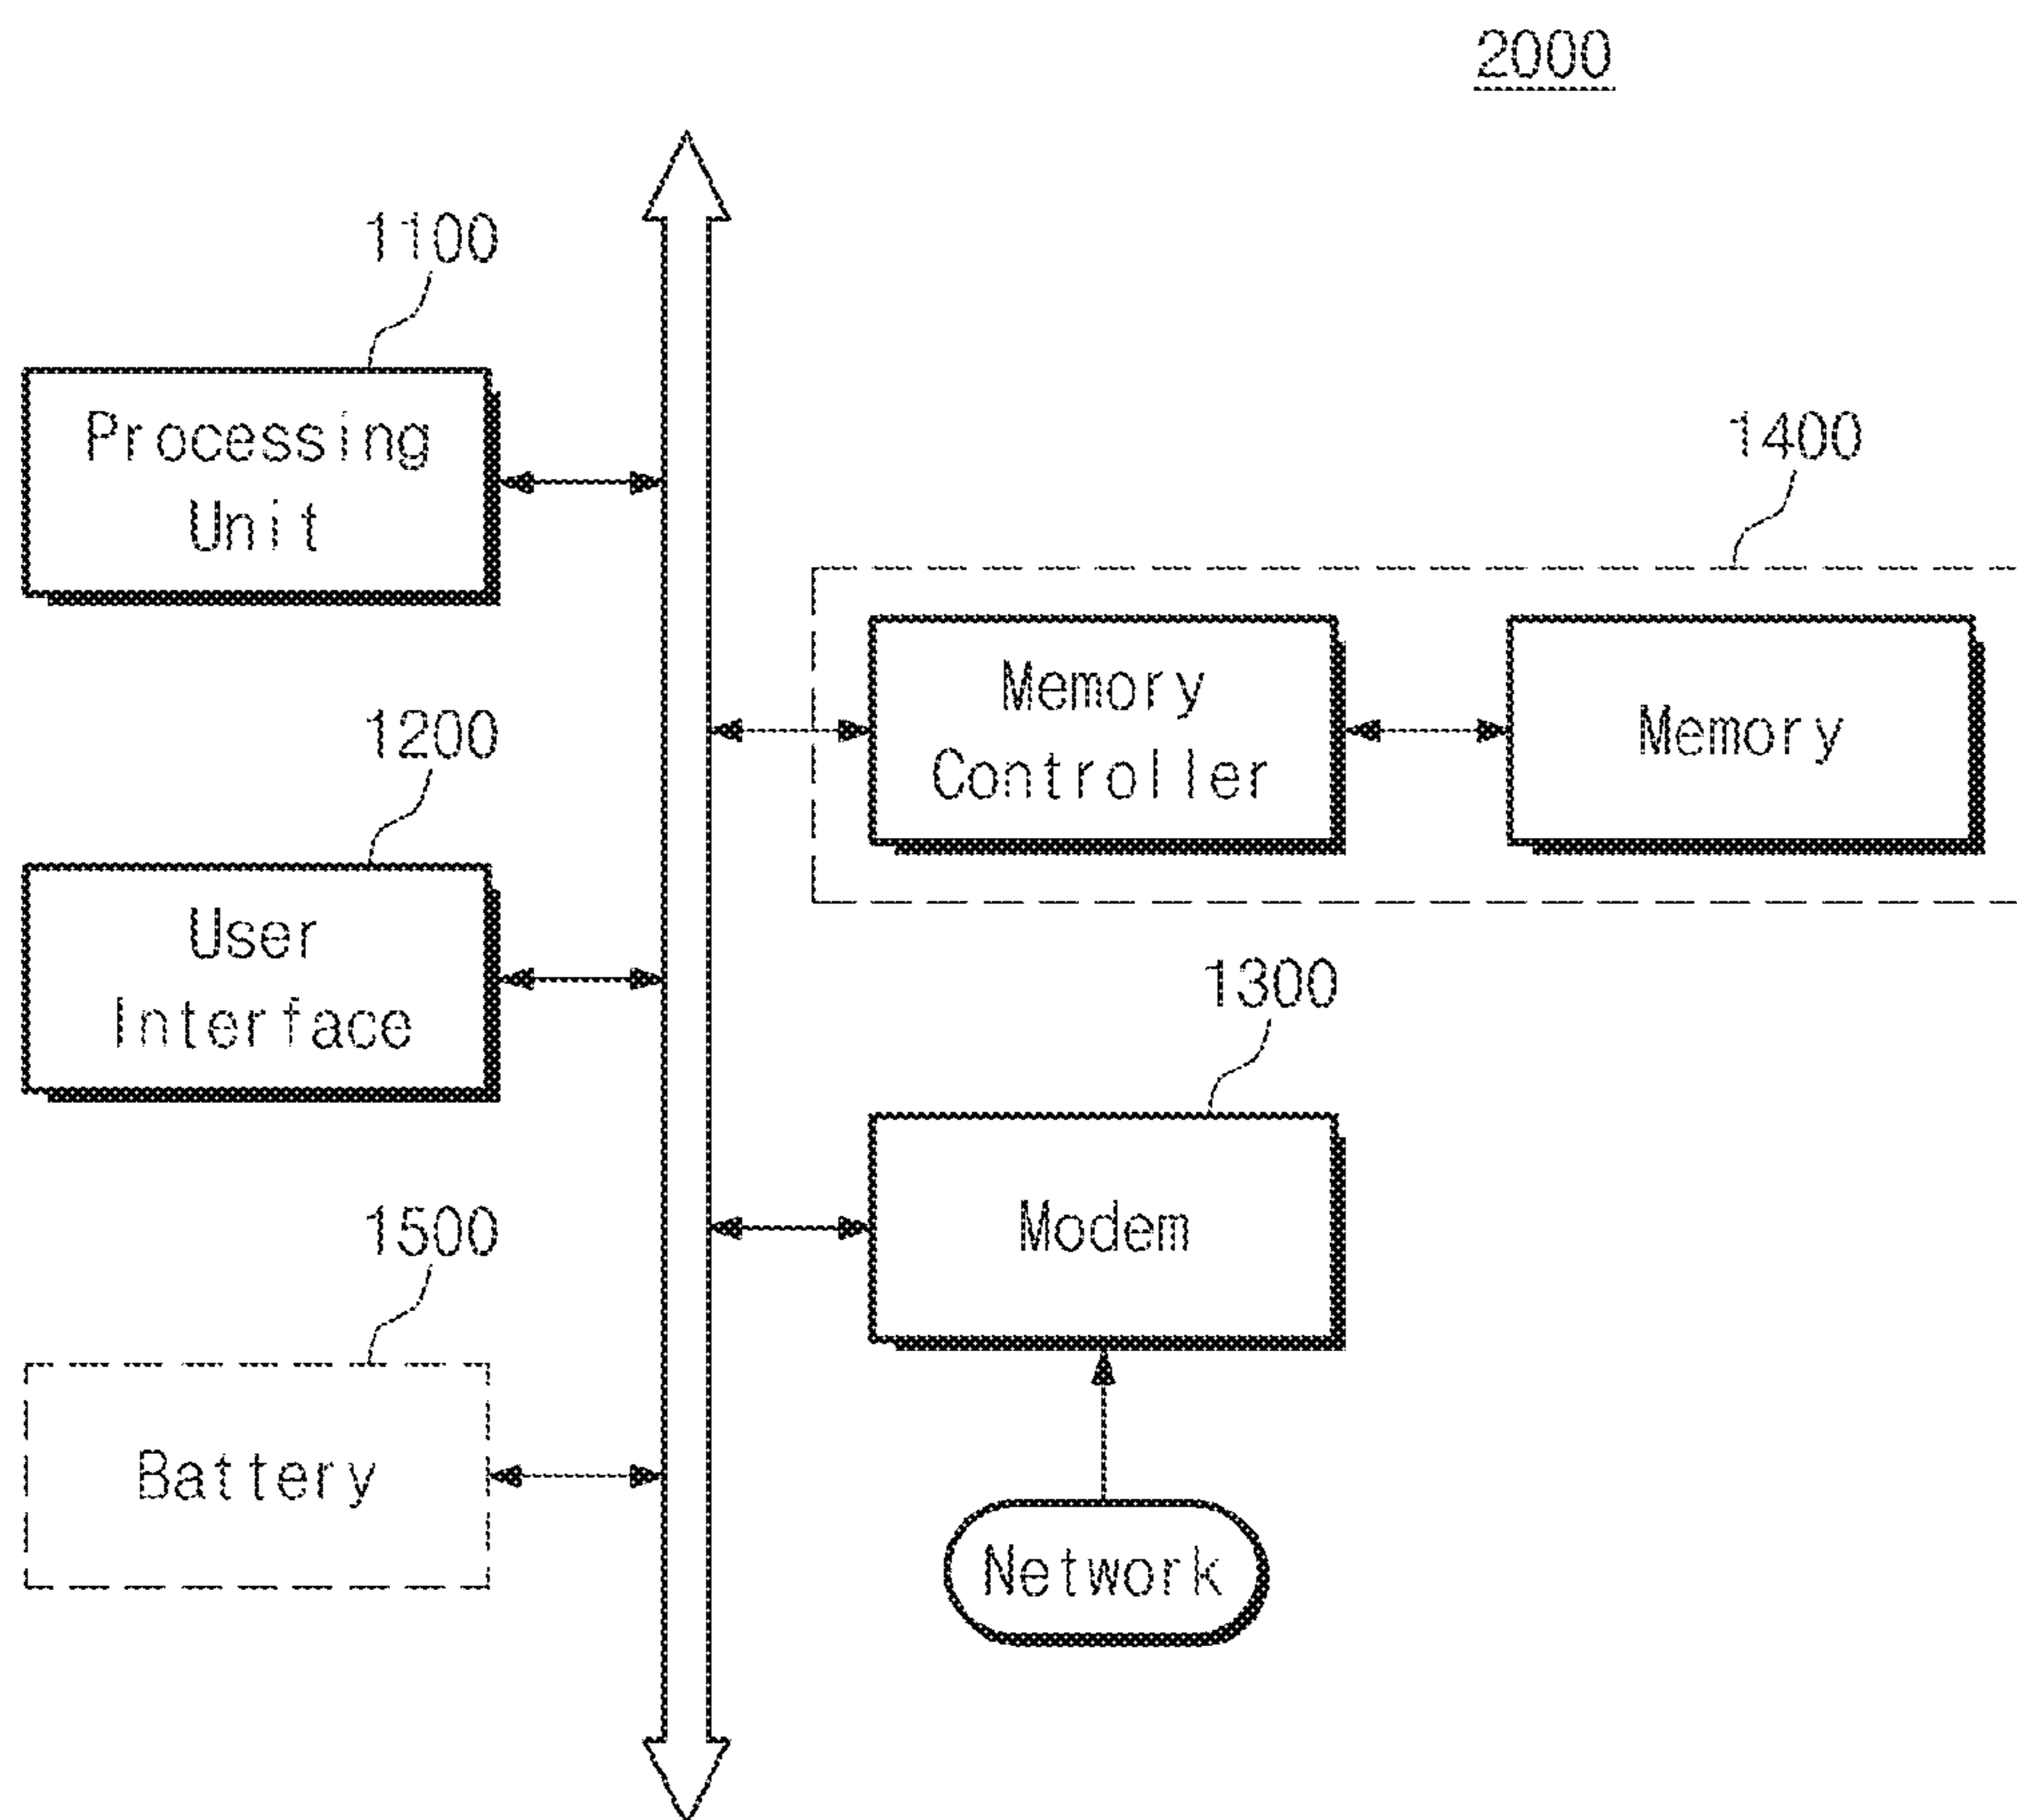 2000
1100
Processing
Unit
1400
Memory
Controller
Memory
1200
User
Interface
1300
Modem
1500
Battery
Network